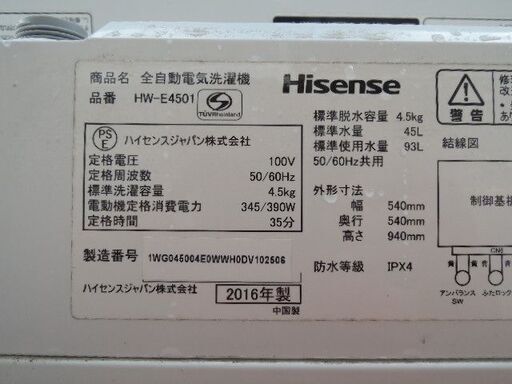 商品名 全自動電気洗濯機
品番 HW-E4501
TÜVRheinland
Hisense
PS
E
ハイセンスジャパン株式会社
定格電圧 100V
定格周波数 50/60Hz
標準洗濯容量 4.5kg
電動機定格消費電力 345/390W
定格時間 35分
製造番号 1WG045004E0WWH0DV102506
ハイセンスジャパン株式会社
2016年製
中国製
標準脱水容量 4.5kg
標準水量 45L
標準使用水量 93L
50/60Hz共用
外形寸法
幅 540mm
奥行 540mm
高さ 940mm
防水等級 IPX4
警告
結線図
制御基
アンバランス
SW
ふたロック